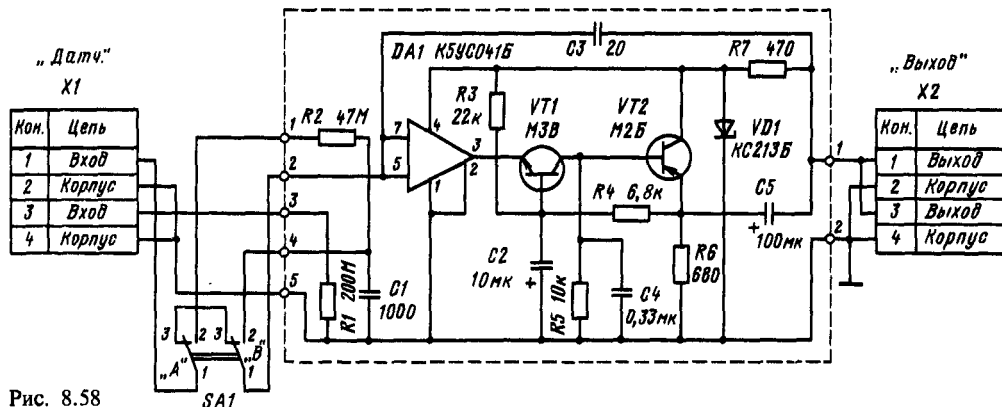 „Датч."
X1
Кон. Цепь
1 Вход
2 Корпус
3 Вход
4 Корпус
1
2
3
4
5
R2 47М
R1 200М
C1
1000
DA1 К5УС041Б
7
5
4
3
2
1
C3
20
R3
22к
VT1
М3В
VT2
М2Б
R7 470
VD1
КС213Б
R4 6,8к
C5
+
100мк
C2
10мк
+
R5 10к
C4
0,33мк
R6
680
1
2
„Выход"
X2
Кон. Цепь
1 Выход
2 Корпус
3 Выход
4 Корпус
3 2 3 2
„А" „В"
1 1
SA1
Рис. 8.58